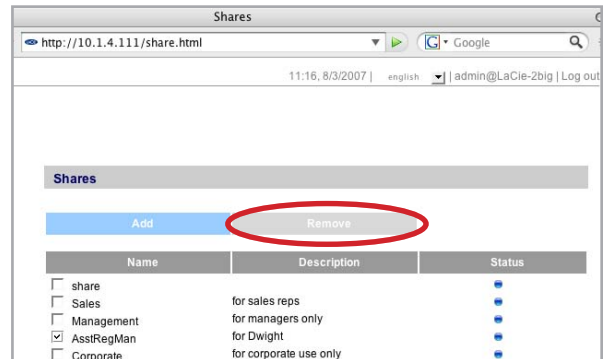 Shares
http://10.1.4.111/share.html Google
11:16, 8/3/2007 | english | admin@LaCie-2big | Log out
Shares
Add Remove
Name Description Status
share
Sales for sales reps
Management for managers only
AsstRegMan for Dwight
Corporate for corporate use only